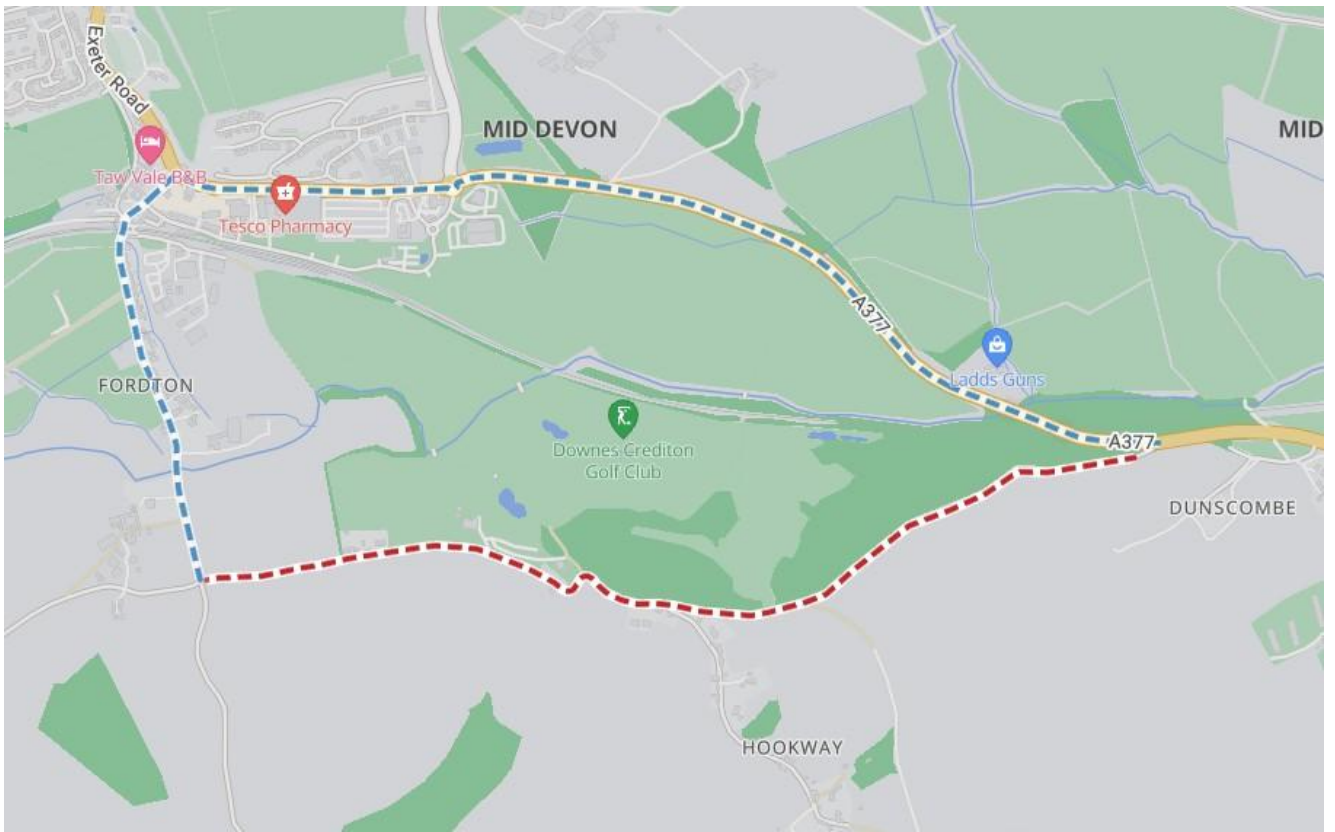 Exeter Road
MID DEVON
MID
Taw Vale B&B
Tesco Pharmacy
A377
Ladds Guns
FORDTON
Downes Crediton
Golf Club
A377
DUNSCOMBE
HOOKWAY